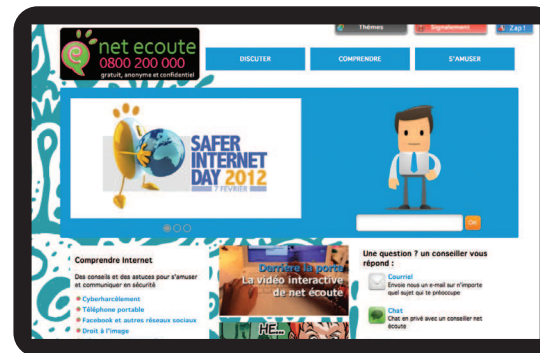 Thèmes
Signalement
Zap !
net ecoute
0800 200 000
gratuit, anonyme et confidentiel
DISCUTER
COMPRENDRE
S'AMUSER
SAFER
INTERNET
DAY 2012
7 FÉVRIER
OK
Comprendre Internet
Des conseils et des astuces pour s'amuser
et communiquer en sécurité
Cyberharcèlement
Téléphone portable
Facebook et autres réseaux sociaux
Droit à l'image
Derrière la porte
La vidéo interactive
de net écoute
HE...
Une question ? un conseiller vous
répond :
Courriel
Envoie nous un e-mail sur n'importe
quel sujet qui te préoccupe
Chat
Chat en privé avec un conseiller net
écoute